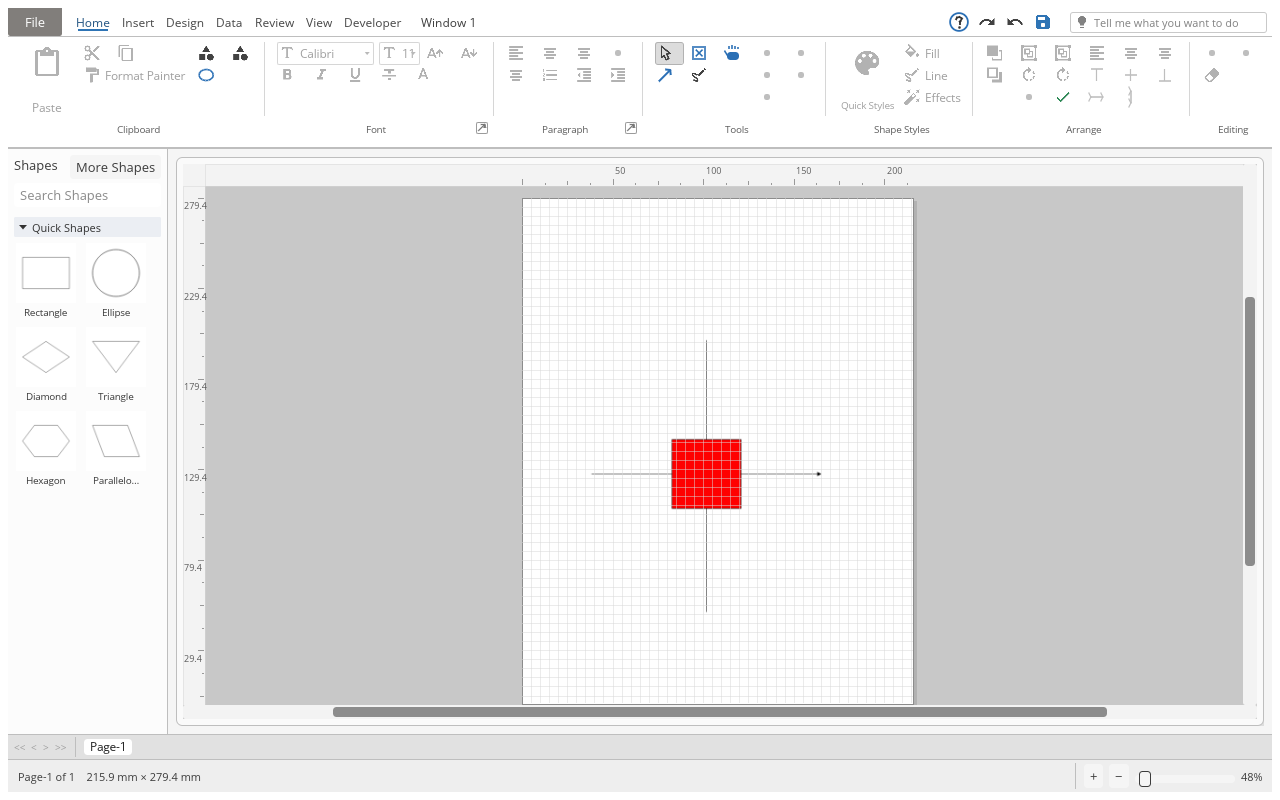 File Home Insert Design Data Review View Developer Window 1 Tell me what you want to do
Paste
Format Painter
Clipboard
Calibri 11
B I U A
Font
Paragraph
Tools
Quick Styles
Fill
Line
Effects
Shape Styles
Arrange
Editing
Shapes More Shapes
Search Shapes
Quick Shapes
Rectangle Ellipse
Diamond Triangle
Hexagon Parallelo...
50 100 150 200
279.4
229.4
179.4
129.4
79.4
29.4
<< < > >> Page-1
Page-1 of 1 215.9 mm × 279.4 mm + − 48%